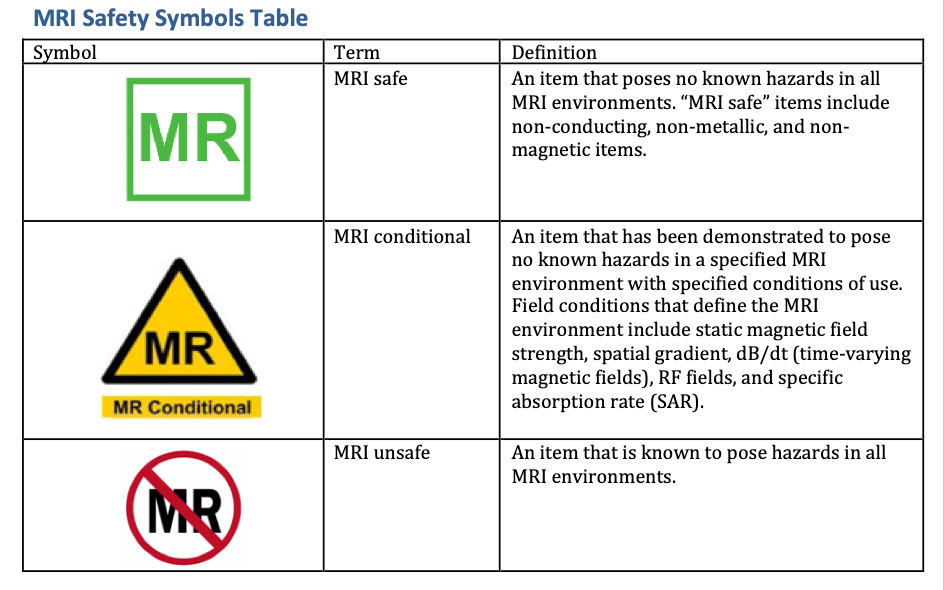 MRI Safety Symbols Table
Symbol
Term
Definition
MR
MRI safe
An item that poses no known hazards in all
MRI environments. “MRI safe” items include
non-conducting, non-metallic, and non-
magnetic items.
MR
MR Conditional
MRI conditional
An item that has been demonstrated to pose
no known hazards in a specified MRI
environment with specified conditions of use.
Field conditions that define the MRI
environment include static magnetic field
strength, spatial gradient, dB/dt (time-varying
magnetic fields), RF fields, and specific
absorption rate (SAR).
MR
MRI unsafe
An item that is known to pose hazards in all
MRI environments.